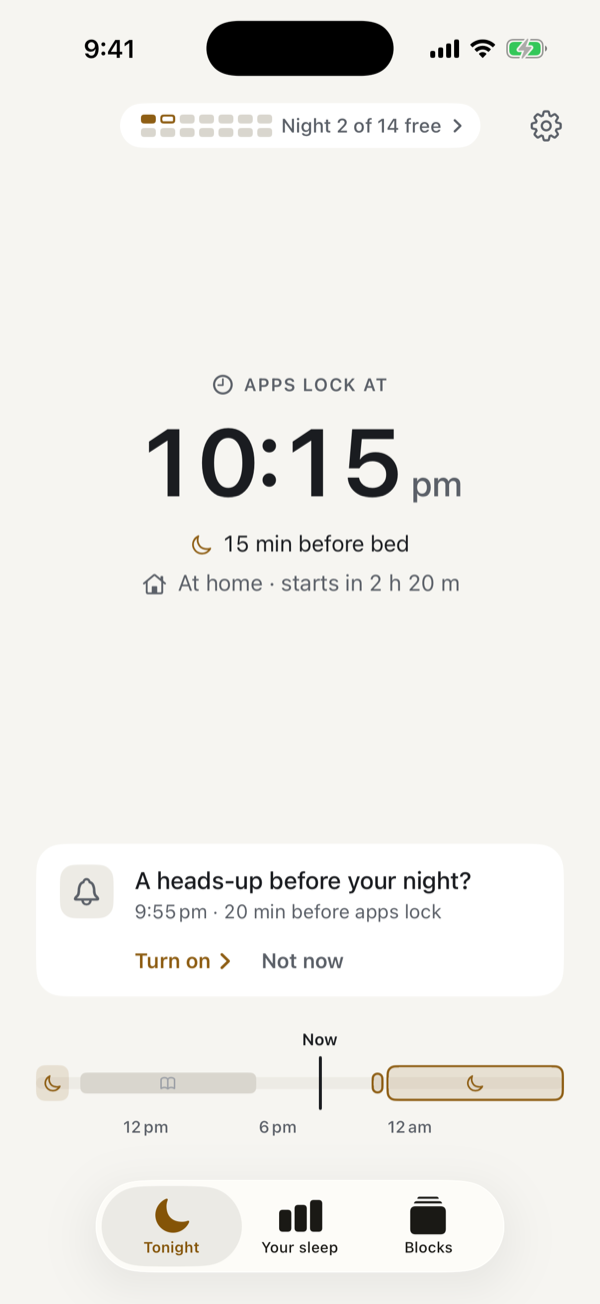 9:41
Night 2 of 14 free
APPS LOCK AT
10:15 pm
15 min before bed
At home · starts in 2 h 20 m
A heads-up before your night?
9:55 pm · 20 min before apps lock
Turn on Not now
Now
12 pm 6 pm 12 am
Tonight Your sleep Blocks